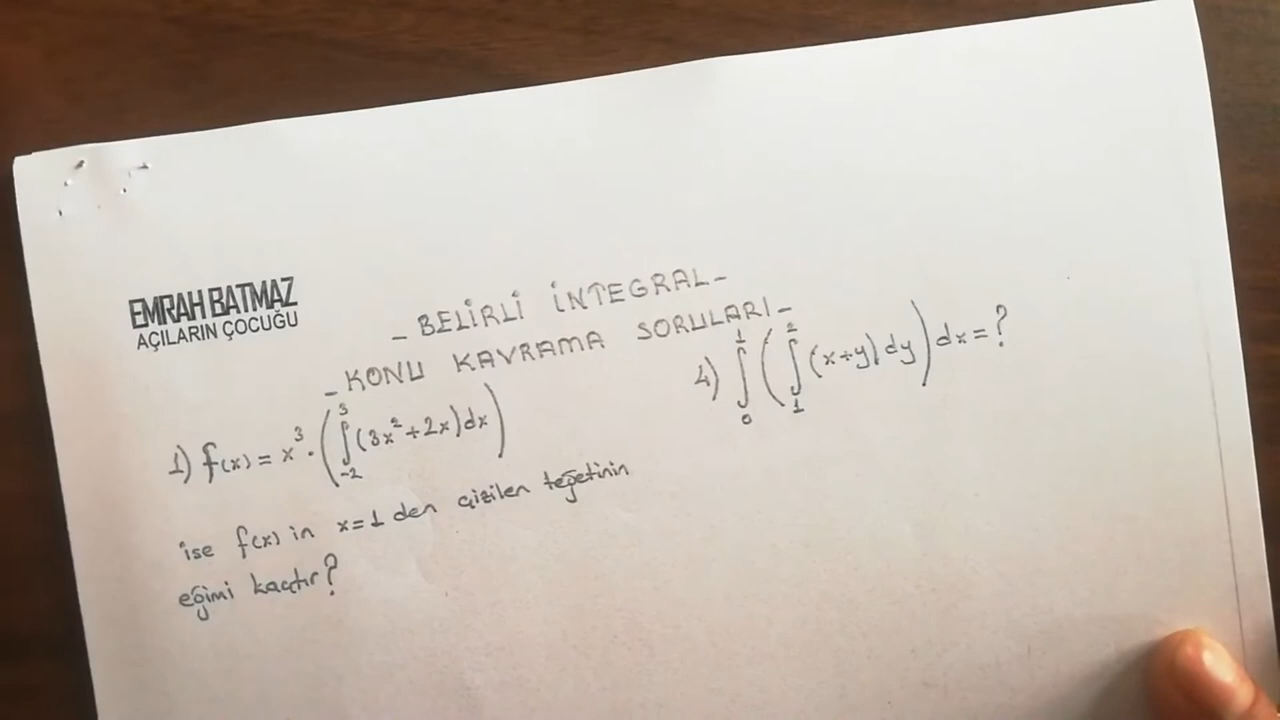 EMRAH BATMAZ
AÇILARIN ÇOCUĞU
- BELİRLİ İNTEGRAL -
- KONU KAVRAMA SORULARI -
1) f(x) = x³ · (∫₋₂³ (3x² + 2x) dx)
ise f(x) in x=1 den çizilen teğetinin
eğimi kaçtır?
4) ∫₀¹ (∫₁² (x+y) dy) dx = ?